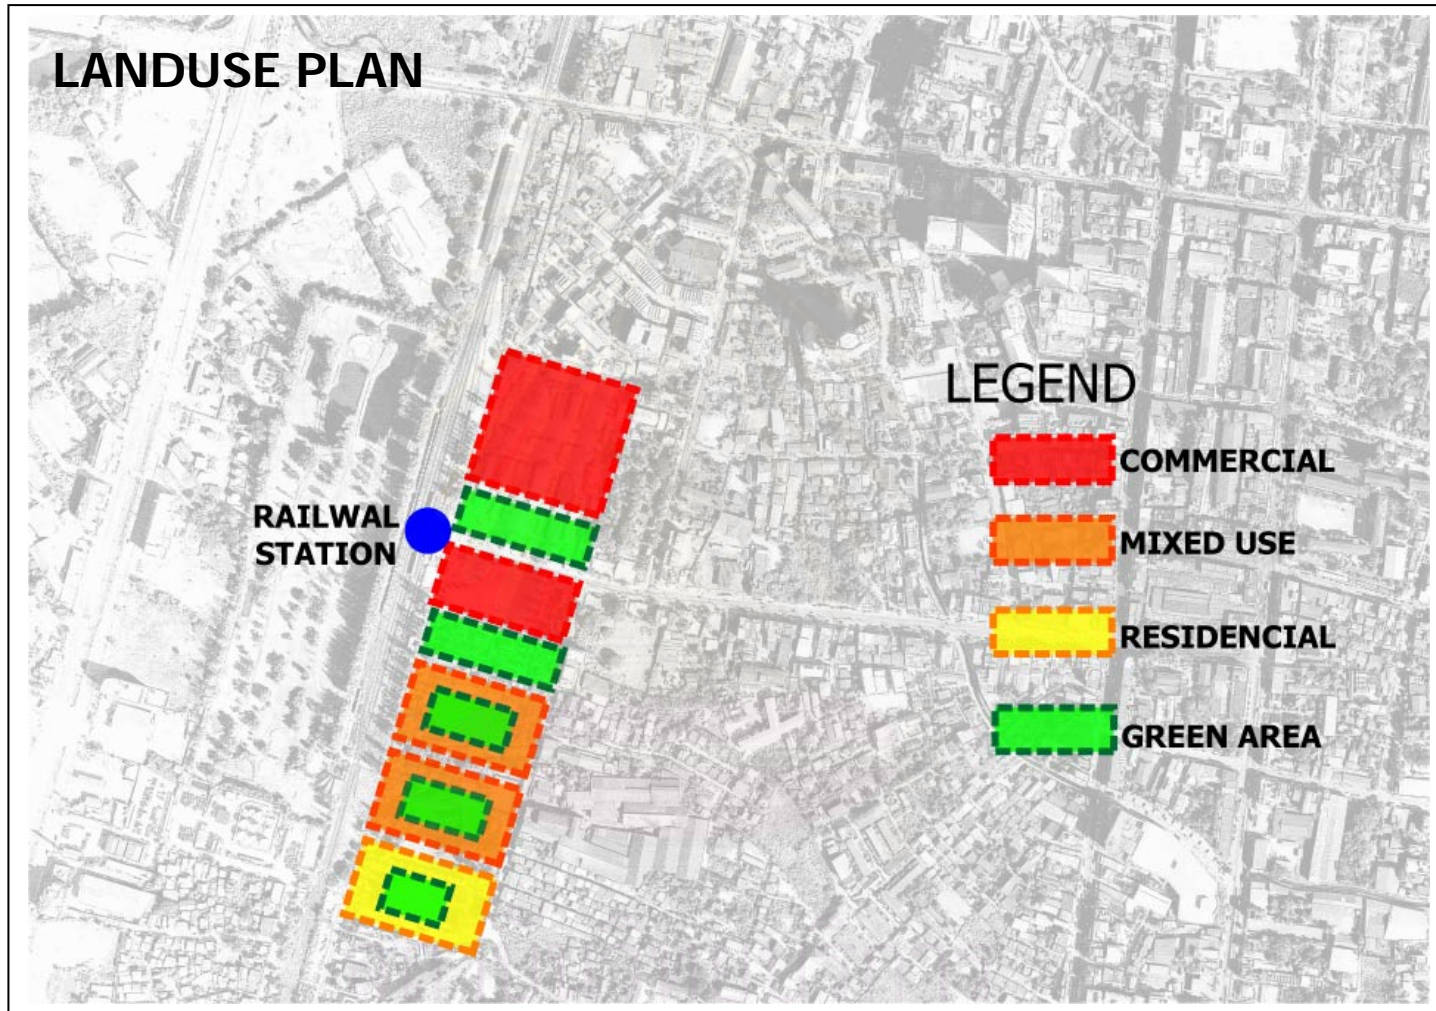 LANDUSE PLAN
LEGEND
COMMERCIAL
RAILWAL
STATION
MIXED USE
RESIDENCIAL
GREEN AREA